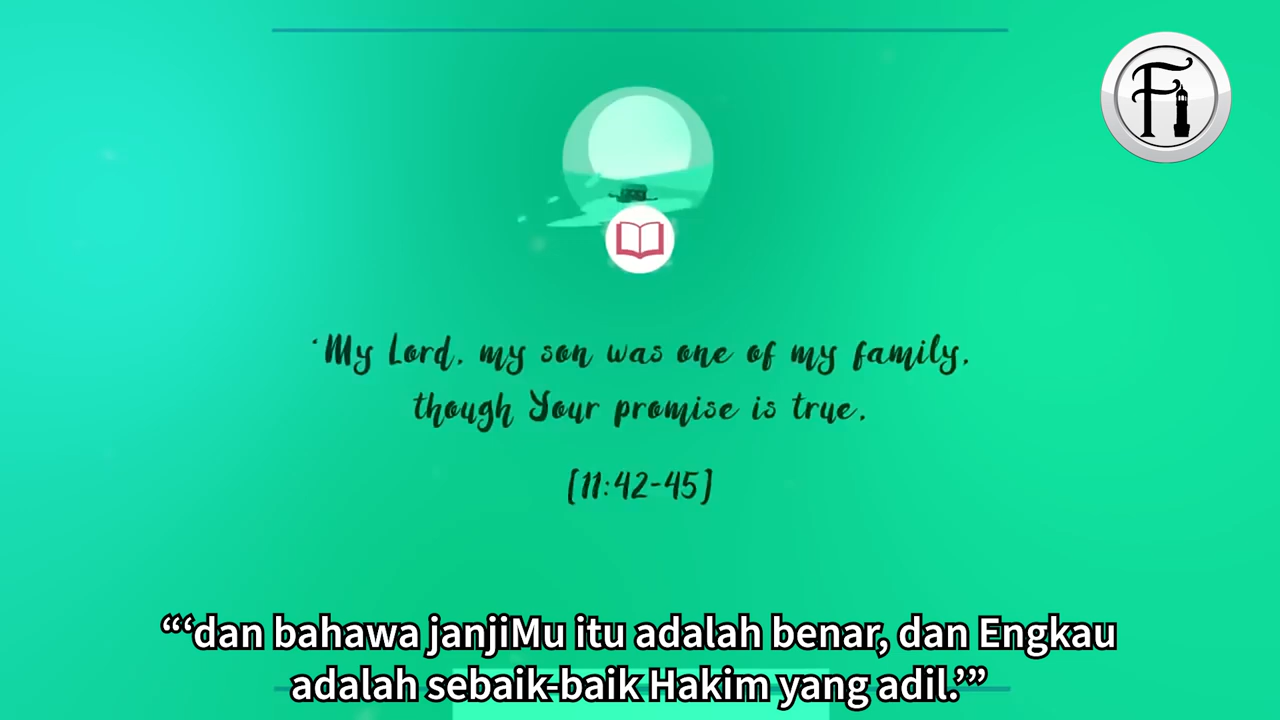 Fi
‘My Lord, my son was one of my family,
though Your promise is true,
[11:42-45]
“‘dan bahawa janjiMu itu adalah benar, dan Engkau
adalah sebaik-baik Hakim yang adil.’”